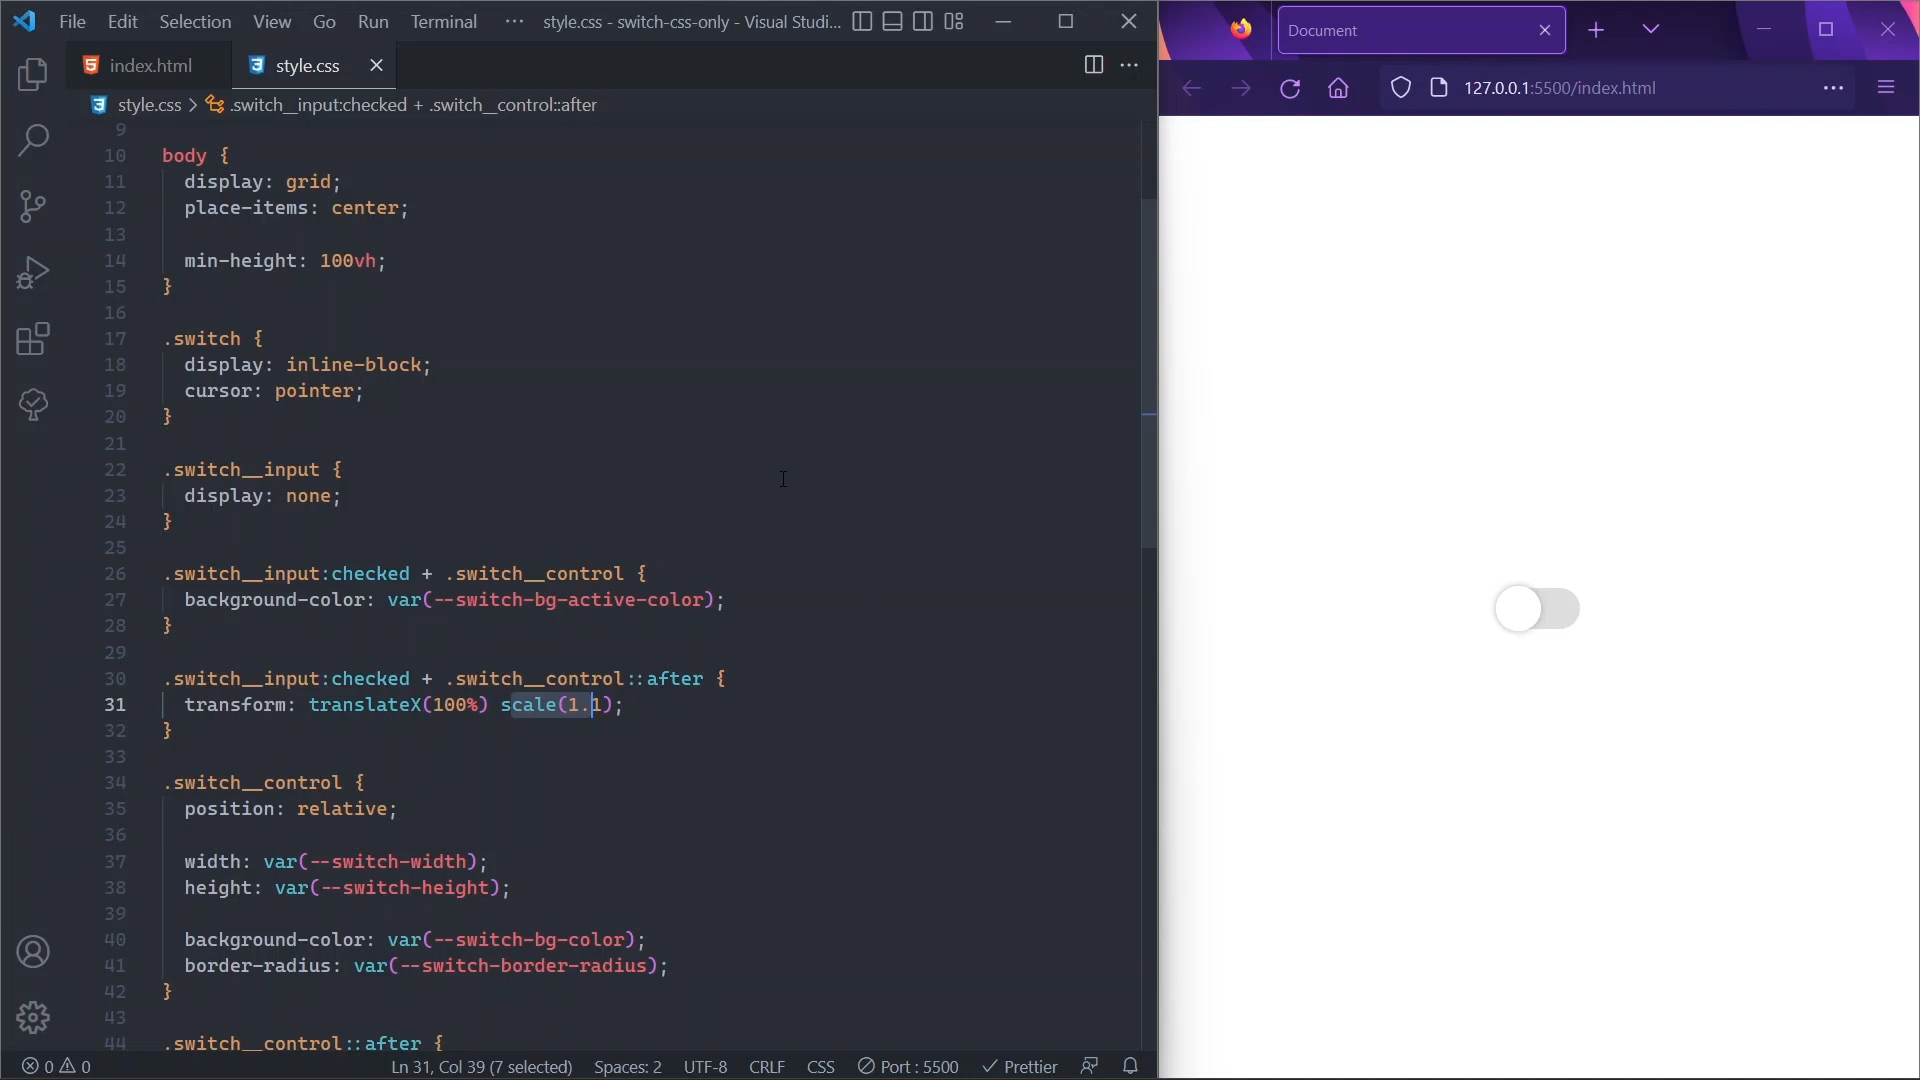 File Edit Selection View Go Run Terminal ··· style.css - switch-css-only - Visual Studi...
index.html style.css
style.css > .switch__input:checked + .switch__control::after
9
10 body {
11 display: grid;
12 place-items: center;
13
14 min-height: 100vh;
15 }
16
17 .switch {
18 display: inline-block;
19 cursor: pointer;
20 }
21
22 .switch__input {
23 display: none;
24 }
25
26 .switch__input:checked + .switch__control {
27 background-color: var(--switch-bg-active-color);
28 }
29
30 .switch__input:checked + .switch__control::after {
31 transform: translateX(100%) scale(1.1);
32 }
33
34 .switch__control {
35 position: relative;
36
37 width: var(--switch-width);
38 height: var(--switch-height);
39
40 background-color: var(--switch-bg-color);
41 border-radius: var(--switch-border-radius);
42 }
43
44 .switch__control::after {
0 0 Ln 31, Col 39 (7 selected) Spaces: 2 UTF-8 CRLF CSS Port : 5500 Prettier
Document
127.0.0.1:5500/index.html